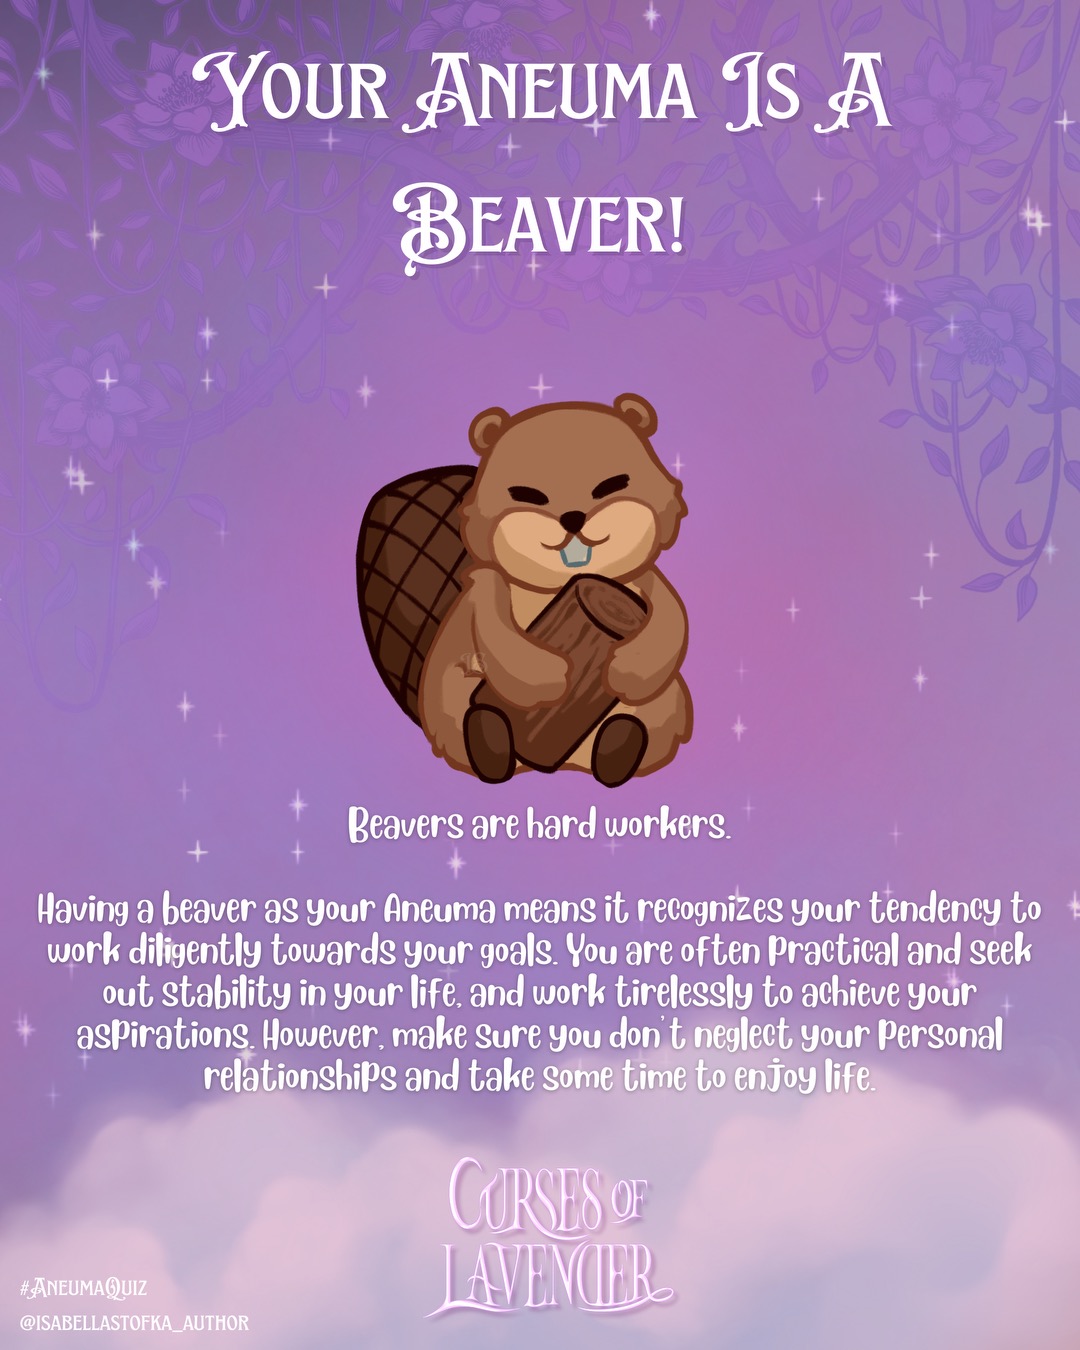 Your Aneuma Is A
Beaver!
Beavers are hard workers.
Having a beaver as your Aneuma means it recognizes your tendency to
work diligently towards your goals. You are often practical and seek
out stability in your life, and work tirelessly to achieve your
aspirations. However, make sure you don't neglect your personal
relationships and take some time to enjoy life.
Curses of
Lavender
#AneumaQuiz
@isabellastofka_author